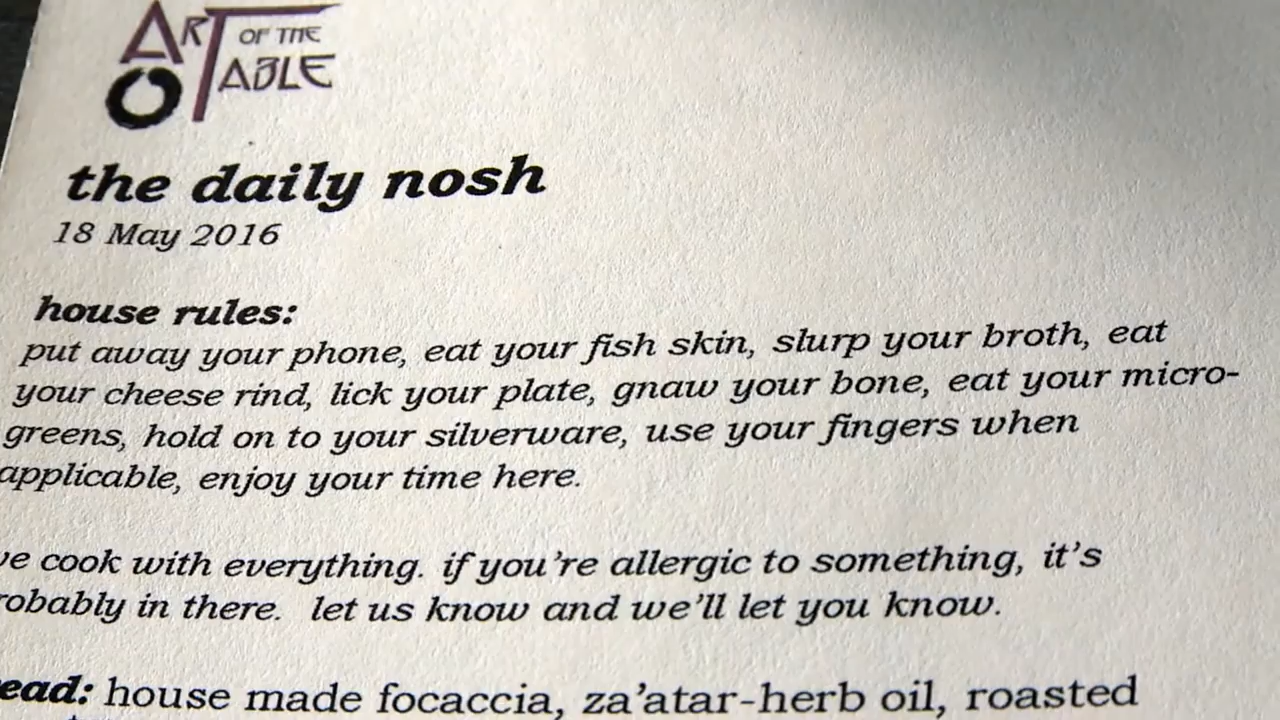 ART OF THE
TABLE
the daily nosh
18 May 2016
house rules:
put away your phone, eat your fish skin, slurp your broth, eat
your cheese rind, lick your plate, gnaw your bone, eat your micro-
greens, hold on to your silverware, use your fingers when
applicable, enjoy your time here.
cook with everything. if you're allergic to something, it's
in there. let us know and we'll let you know.
house made focaccia, za'atar-herb oil, roasted